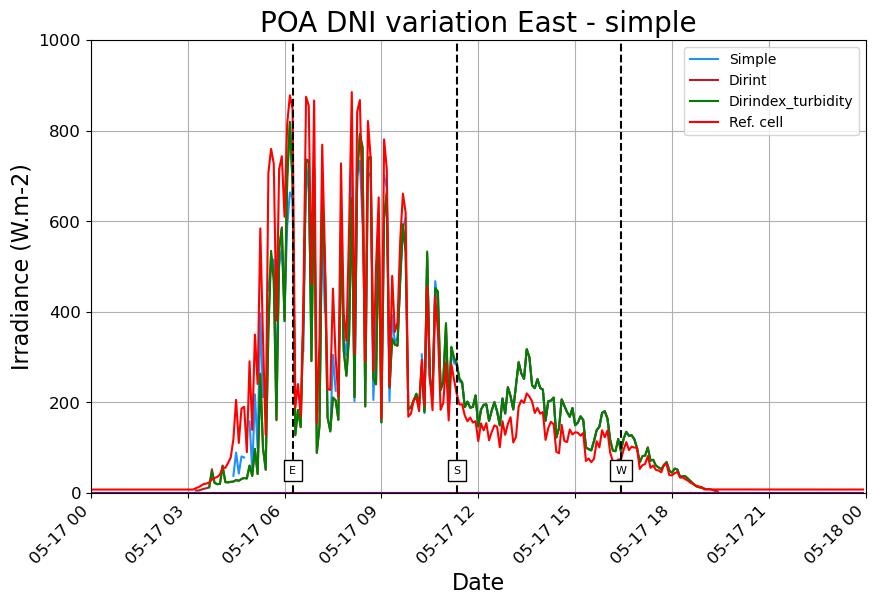 POA DNI variation East - simple
Irradiance (W.m-2)
1000
800
600
400
200
0
Simple
Dirint
Dirindex_turbidity
Ref. cell
E
S
W
05-17 00
05-17 03
05-17 06
05-17 09
05-17 12
05-17 15
05-17 18
05-17 21
05-18 00
Date